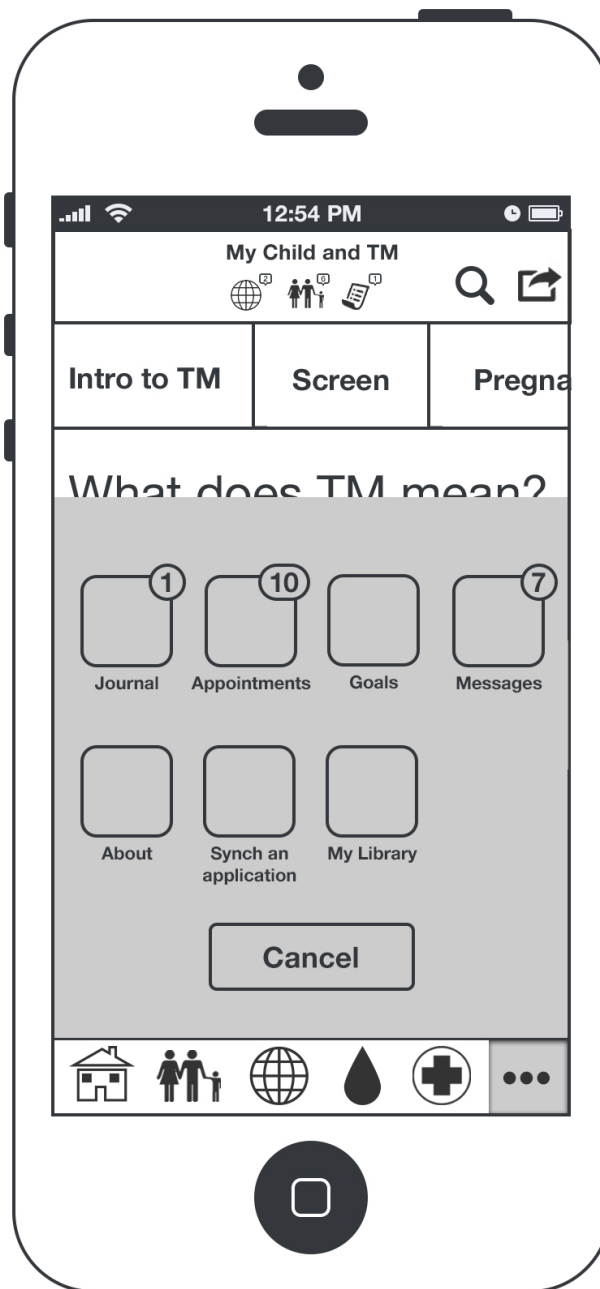 12:54 PM
My Child and TM
2 6 1
Intro to TM Screen Pregna
What does TM mean?
1 10 7
Journal Appointments Goals Messages
About Synch an application My Library
Cancel